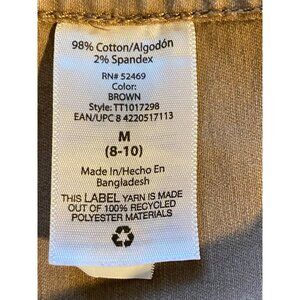 98% Cotton/Algodón
2% Spandex
RN# 52469
Color:
BROWN
Style: TT1017298
EAN/UPC 8 4220517113
M
(8-10)
Made In/Hecho En
Bangladesh
THIS LABEL YARN IS MADE
OUT OF 100% RECYCLED
POLYESTER MATERIALS